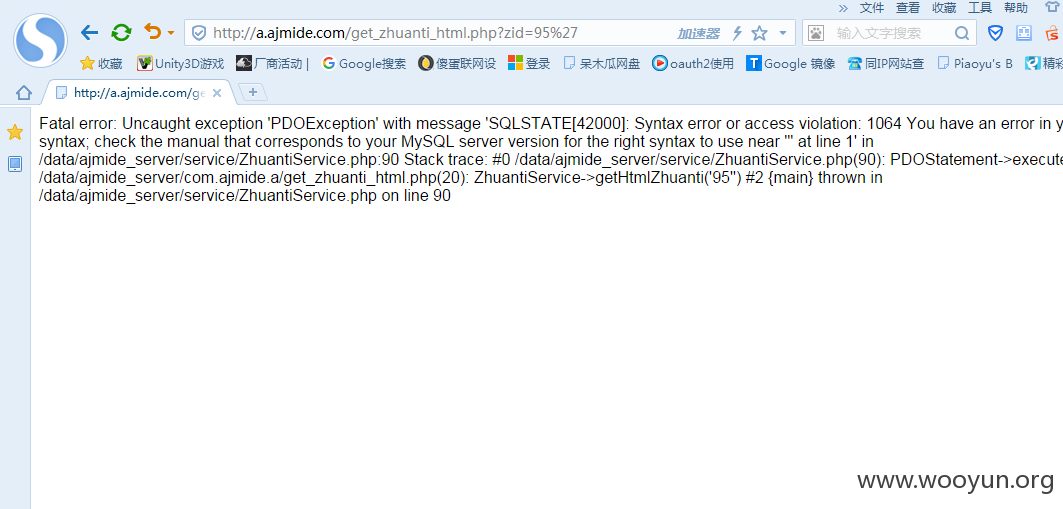 » 文件 查看 收藏 工具 帮助
http://a.ajmide.com/get_zhuanti_html.php?zid=95%27 加速器 输入文字搜索
收藏 Unity3D游戏 厂商活动 | Google搜索 傻蛋联网设 登录 呆木瓜网盘 oauth2使用 Google 镜像 同IP网站查 Piaoyu's B 精彩
http://a.ajmide.com/ge
Fatal error: Uncaught exception 'PDOException' with message 'SQLSTATE[42000]: Syntax error or access violation: 1064 You have an error in y
syntax; check the manual that corresponds to your MySQL server version for the right syntax to use near ''' at line 1' in
/data/ajmide_server/service/ZhuantiService.php:90 Stack trace: #0 /data/ajmide_server/service/ZhuantiService.php(90): PDOStatement->execute
/data/ajmide_server/com.ajmide.a/get_zhuanti_html.php(20): ZhuantiService->getHtmlZhuanti('95'') #2 {main} thrown in
/data/ajmide_server/service/ZhuantiService.php on line 90
www.wooyun.org